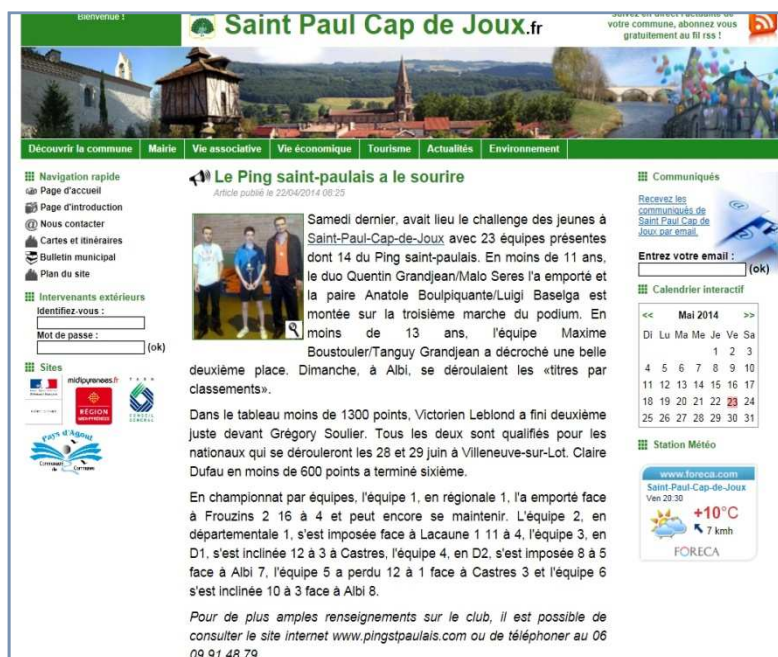 Bienvenue !
Saint Paul Cap de Joux.fr
votre commune, abonnez vous
gratuitement au fil rss !
Découvrir la commune
Mairie
Vie associative
Vie économique
Tourisme
Actualités
Environnement
Navigation rapide
Page d'accueil
Page d'introduction
Nous contacter
Cartes et itinéraires
Bulletin municipal
Plan du site
Intervenants extérieurs
Identifiez-vous :
Mot de passe :
(ok)
Sites
midipyrenees.fr
TARN
RÉGION
MIDI-PYRÉNÉES
CONSEIL
GENERAL
Pays d'Agout
Communauté
de Communes
Le Ping saint-paulais a le sourire
Article publié le 22/04/2014 06:25
Samedi dernier, avait lieu le challenge des jeunes à
Saint-Paul-Cap-de-Joux avec 23 équipes présentes
dont 14 du Ping saint-paulais. En moins de 11 ans,
le duo Quentin Grandjean/Malo Seres l'a emporté et
la paire Anatole Boulpiquante/Luigi Baselga est
montée sur la troisième marche du podium. En
moins de 13 ans, l'équipe Maxime
Boustouler/Tanguy Grandjean a décroché une belle
deuxième place. Dimanche, à Albi, se déroulaient les «titres par
classements».
Dans le tableau moins de 1300 points, Victorien Leblond a fini deuxième
juste devant Grégory Soulier. Tous les deux sont qualifiés pour les
nationaux qui se dérouleront les 28 et 29 juin à Villeneuve-sur-Lot. Claire
Dufau en moins de 600 points a terminé sixième.
En championnat par équipes, l'équipe 1, en régionale 1, l'a emporté face
à Frouzins 2 16 à 4 et peut encore se maintenir. L'équipe 2, en
départementale 1, s'est imposée face à Lacaune 1 11 à 4, l'équipe 3, en
D1, s'est inclinée 12 à 3 à Castres, l'équipe 4, en D2, s'est imposée 8 à 5
face à Albi 7, l'équipe 5 a perdu 12 à 1 face à Castres 3 et l'équipe 6
s'est inclinée 10 à 3 face à Albi 8.
Pour de plus amples renseignements sur le club, il est possible de
consulter le site internet www.pingstpaulais.com ou de téléphoner au 06
09 91 48 79
Communiqués
Recevez les
communiqués de
Saint Paul Cap de
Joux par email.
Entrez votre email :
(ok)
Calendrier interactif
<< Mai 2014 >>
Di Lu Ma Me Je Ve Sa
1 2 3
4 5 6 7 8 9 10
11 12 13 14 15 16 17
18 19 20 21 22 23 24
25 26 27 28 29 30 31
Station Météo
www.foreca.com
Saint-Paul-Cap-de-Joux
Ven 20:30
+10°C
7 kmh
FORECA